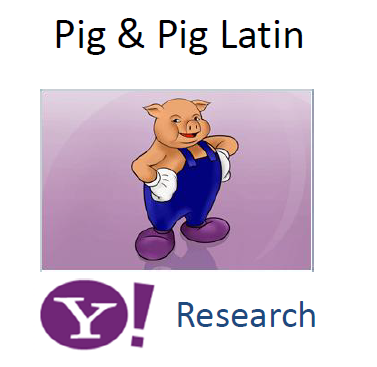 Pig & Pig Latin
Y! Research